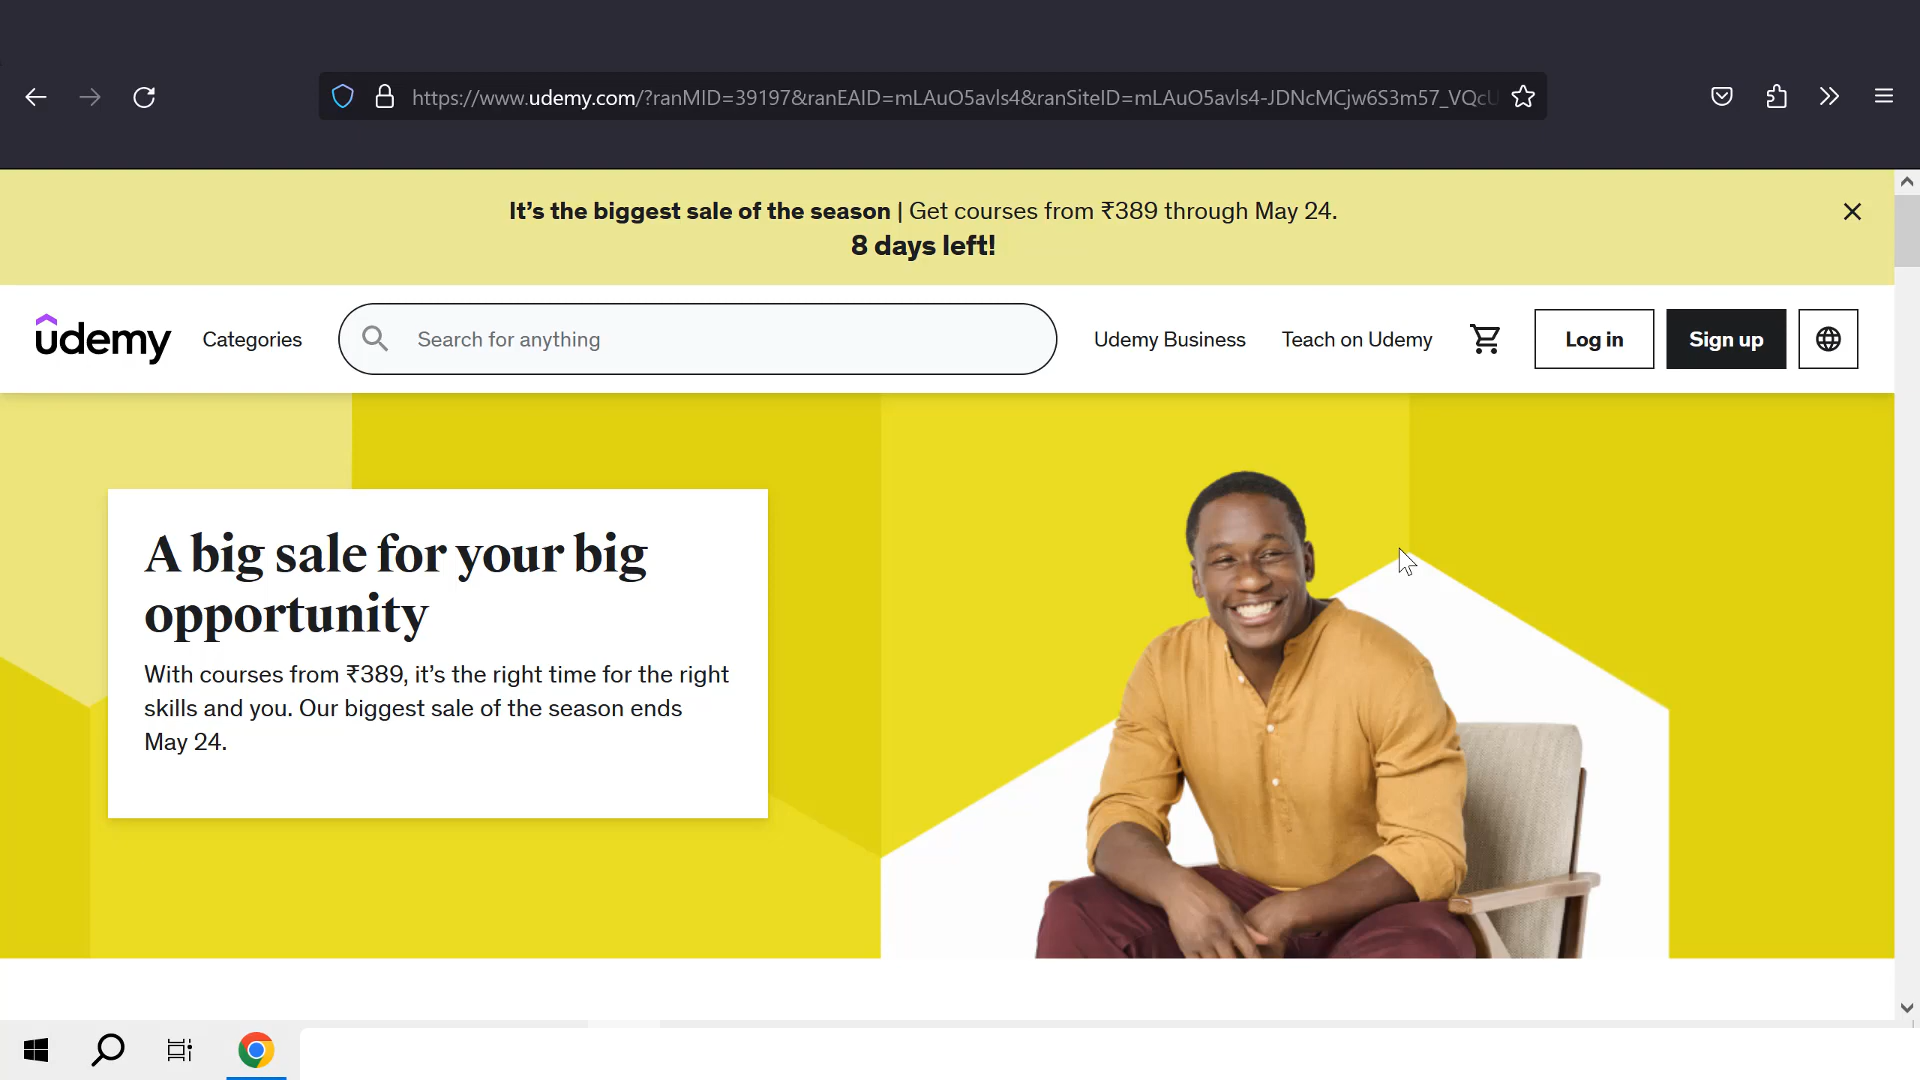 https://www.udemy.com/?ranMID=39197&ranEAID=mLAuO5avls4&ranSiteID=mLAuO5avls4-JDNcMCjw6S3m57_VQcU
It's the biggest sale of the season | Get courses from ₹389 through May 24.
8 days left!
udemy
Categories
Search for anything
Udemy Business
Teach on Udemy
Log in
Sign up
A big sale for your big
opportunity
With courses from ₹389, it's the right time for the right
skills and you. Our biggest sale of the season ends
May 24.